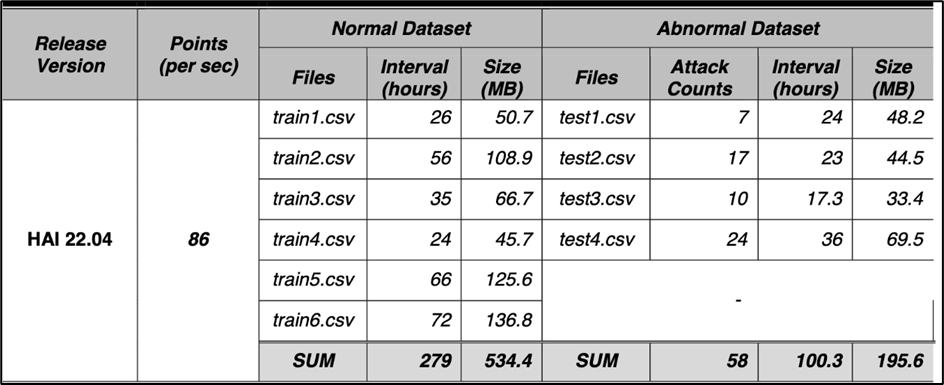 Release Version Points (per sec) Normal Dataset Abnormal Dataset
Files Interval (hours) Size (MB) Files Attack Counts Interval (hours) Size (MB)
HAI 22.04 86
train1.csv 26 50.7 test1.csv 7 24 48.2
train2.csv 56 108.9 test2.csv 17 23 44.5
train3.csv 35 66.7 test3.csv 10 17.3 33.4
train4.csv 24 45.7 test4.csv 24 36 69.5
train5.csv 66 125.6 -
train6.csv 72 136.8
SUM 279 534.4 SUM 58 100.3 195.6